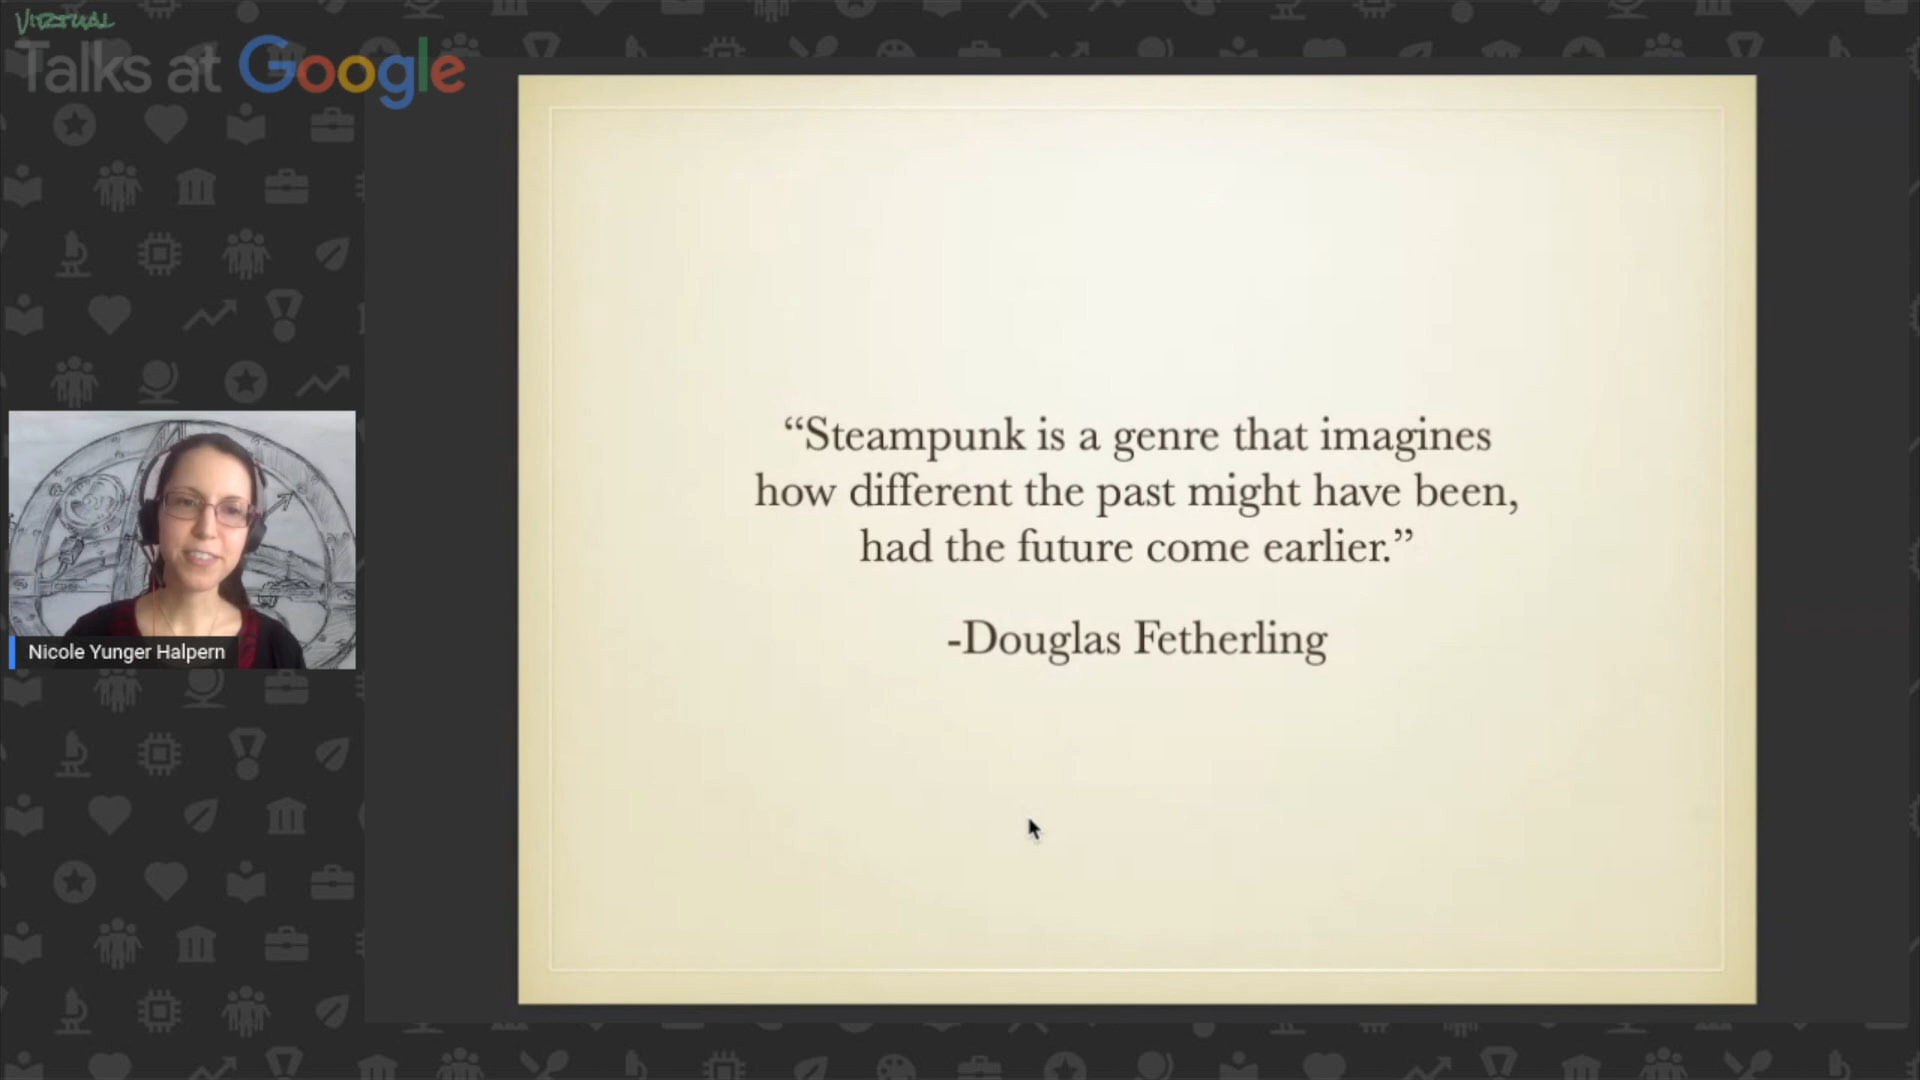 VIRTUAL
Talks at Google
“Steampunk is a genre that imagines
how different the past might have been,
had the future come earlier.”
-Douglas Fetherling
Nicole Yunger Halpern